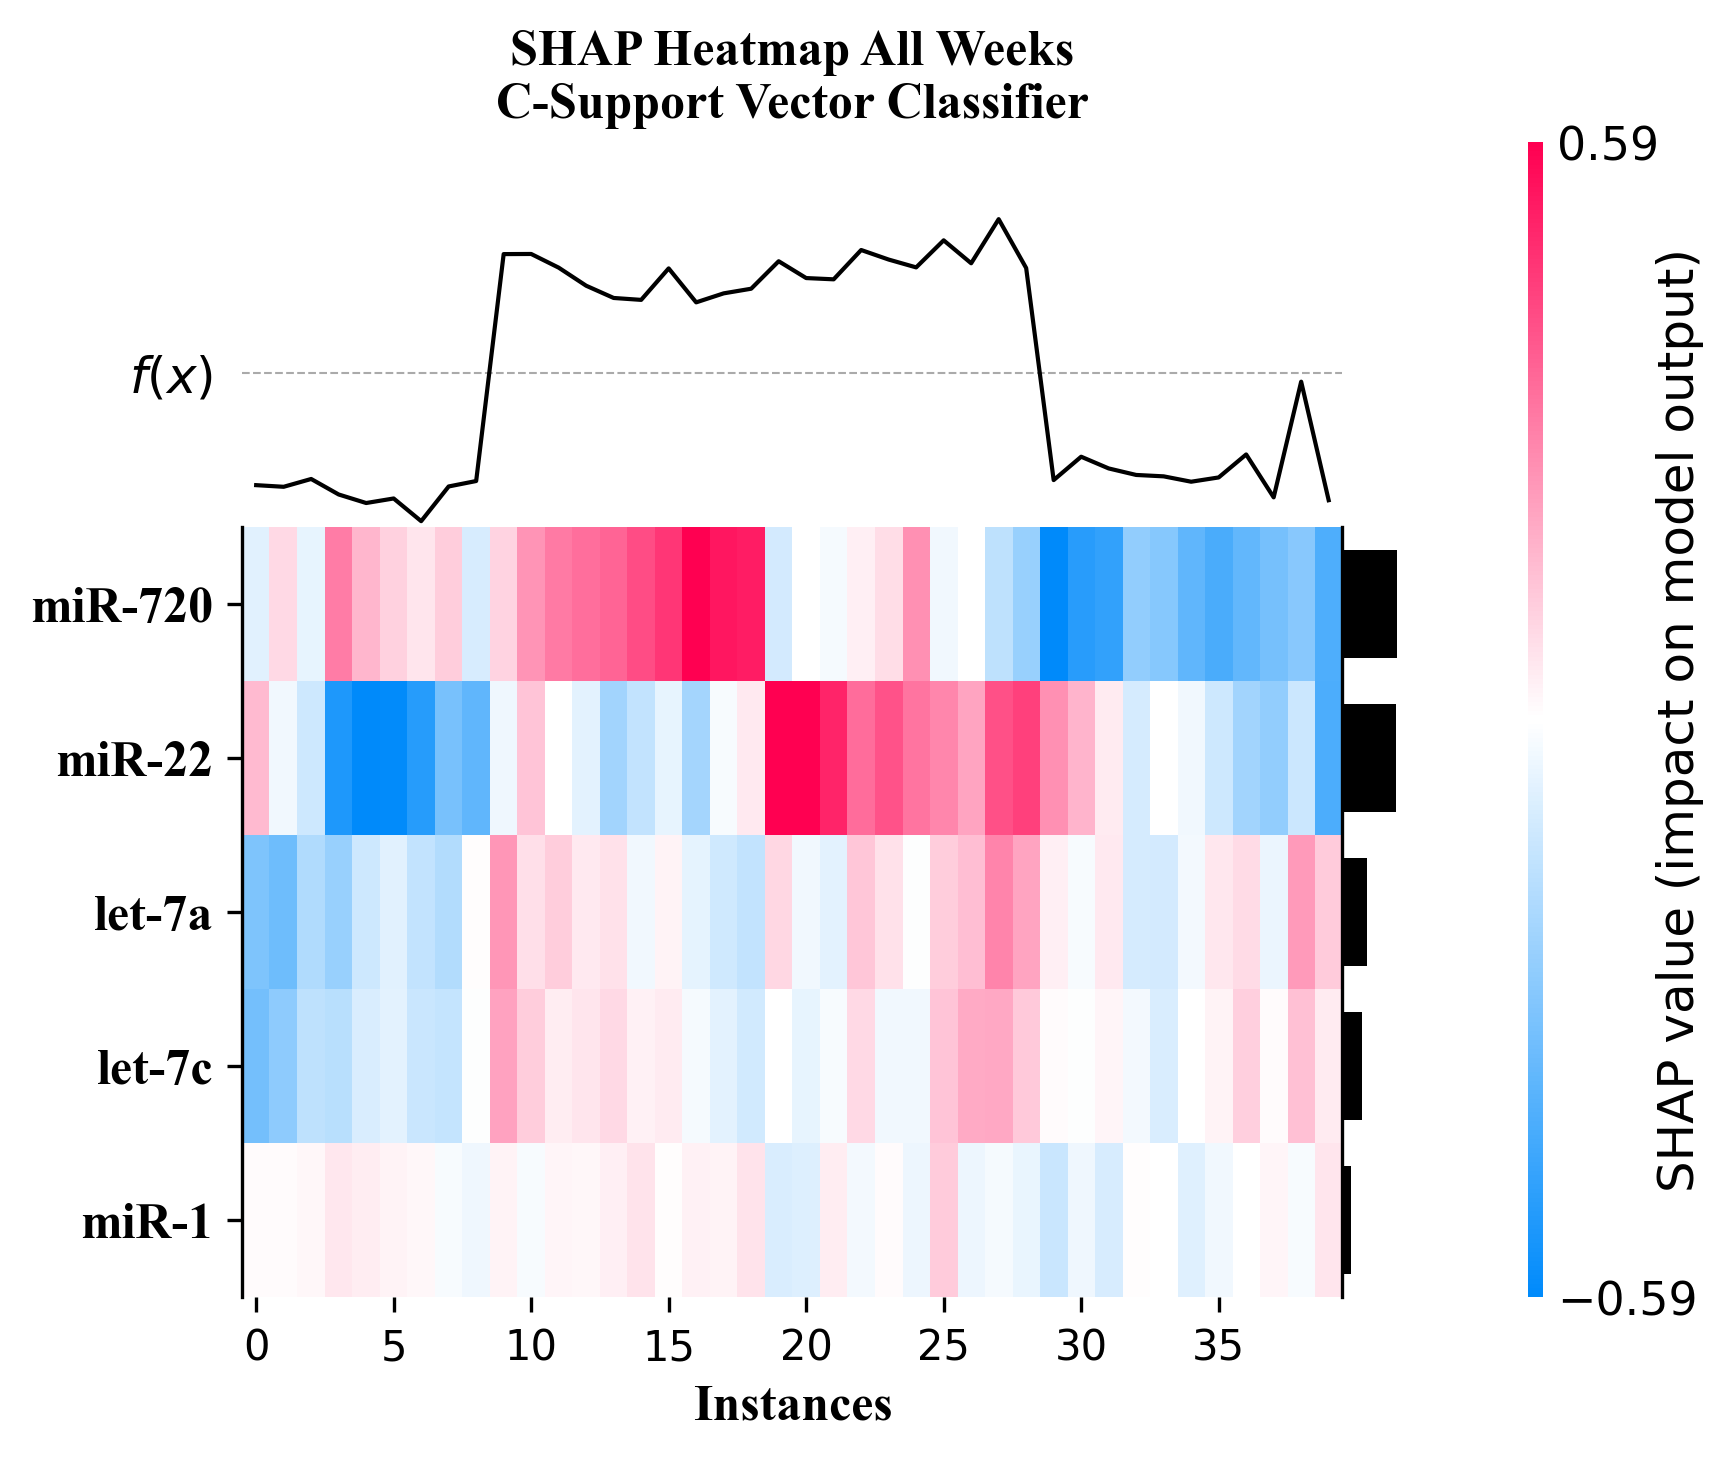 SHAP Heatmap All Weeks
C-Support Vector Classifier
0.59
f(x)
miR-720
miR-22
let-7a
let-7c
miR-1
SHAP value (impact on model output)
−0.59
0 5 10 15 20 25 30 35
Instances